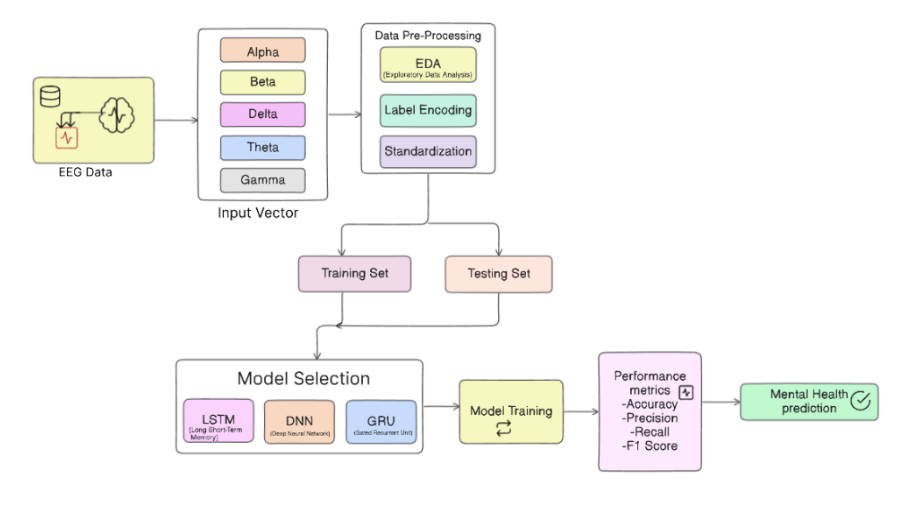 EEG Data
Alpha
Beta
Delta
Theta
Gamma
Input Vector
Data Pre-Processing
EDA
(Exploratory Data Analysis)
Label Encoding
Standardization
Training Set
Testing Set
Model Selection
LSTM
(Long Short-Term
Memory)
DNN
(Deep Neural Network)
GRU
(Gated Recurrent Unit)
Model Training
Performance
metrics
-Accuracy
-Precision
-Recall
-F1 Score
Mental Health
prediction